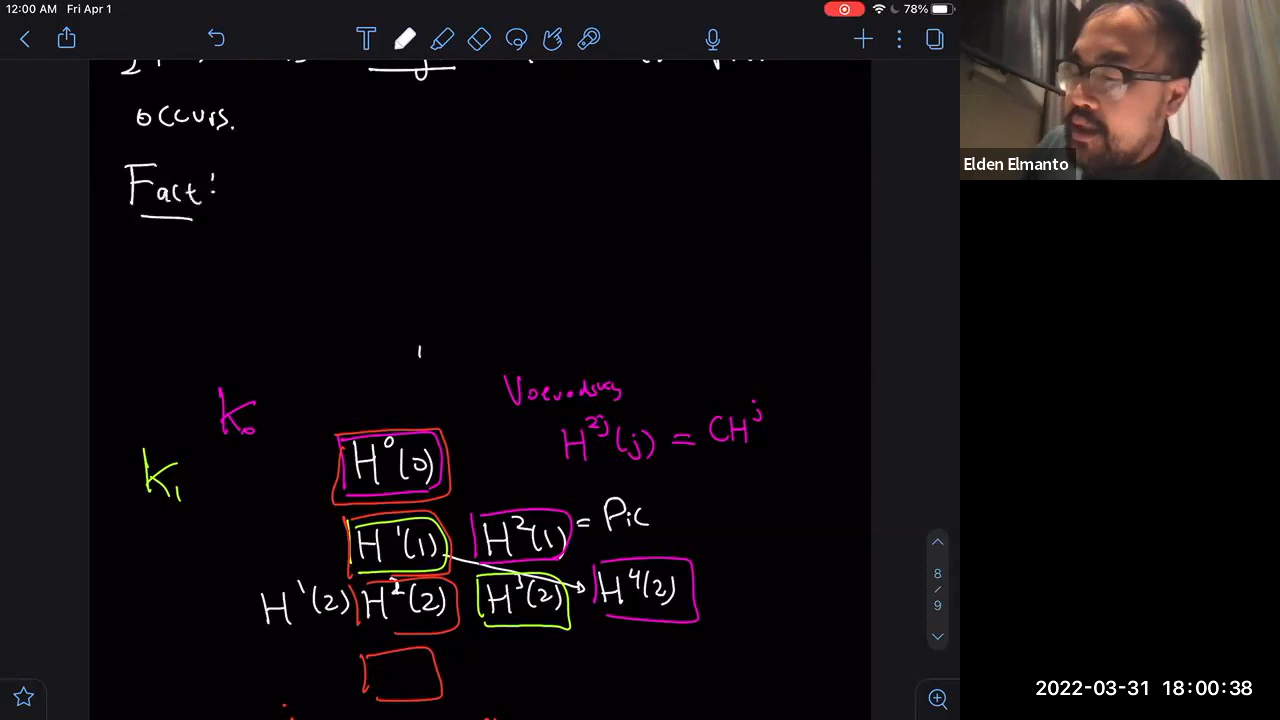 12:00 AM Fri Apr 1
78%
occurs.
Fact:
Elden Elmanto
K₀
Voevodsky
H²ʲ(j) = CHʲ
K₁
H⁰(0)
H¹(1) H²(1) = Pic
H¹(2) H²(2) H³(2) H⁴(2)
8
/
9
2022-03-31 18:00:38